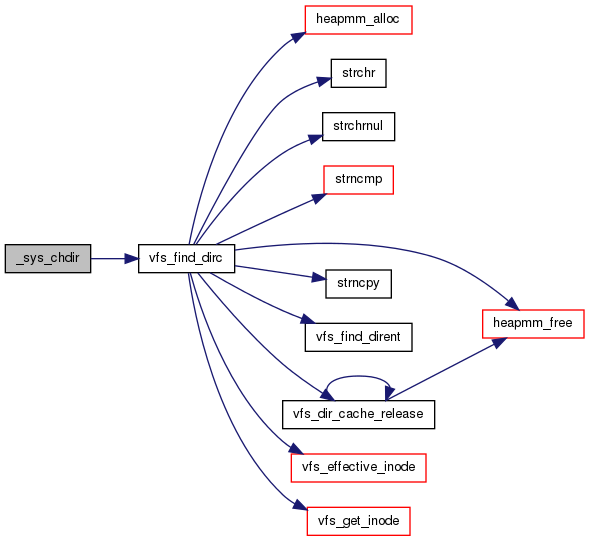 heapmm_alloc
strchr
strchrnul
strncmp
_sys_chdir
vfs_find_dirc
strncpy
heapmm_free
vfs_find_dirent
vfs_dir_cache_release
vfs_effective_inode
vfs_get_inode